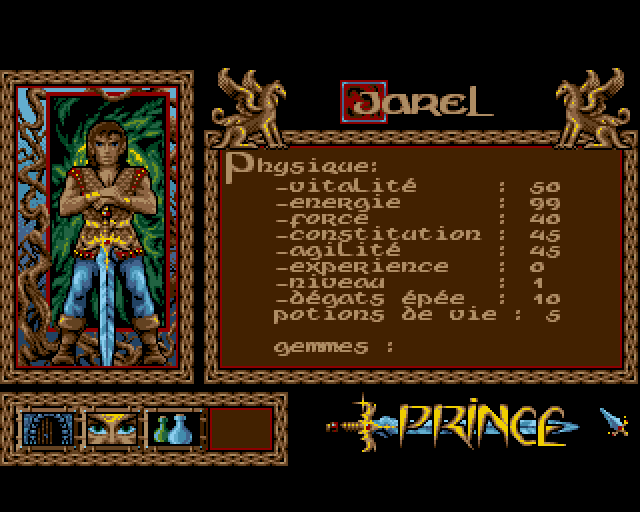 Jarel
Physique:
-vitalité : 50
-energie : 99
-force : 40
-constitution : 45
-agilité : 45
-experience : 0
-niveau : 1
-dégats épée : 10
potions de vie : 5
gemmes :
PRINCE